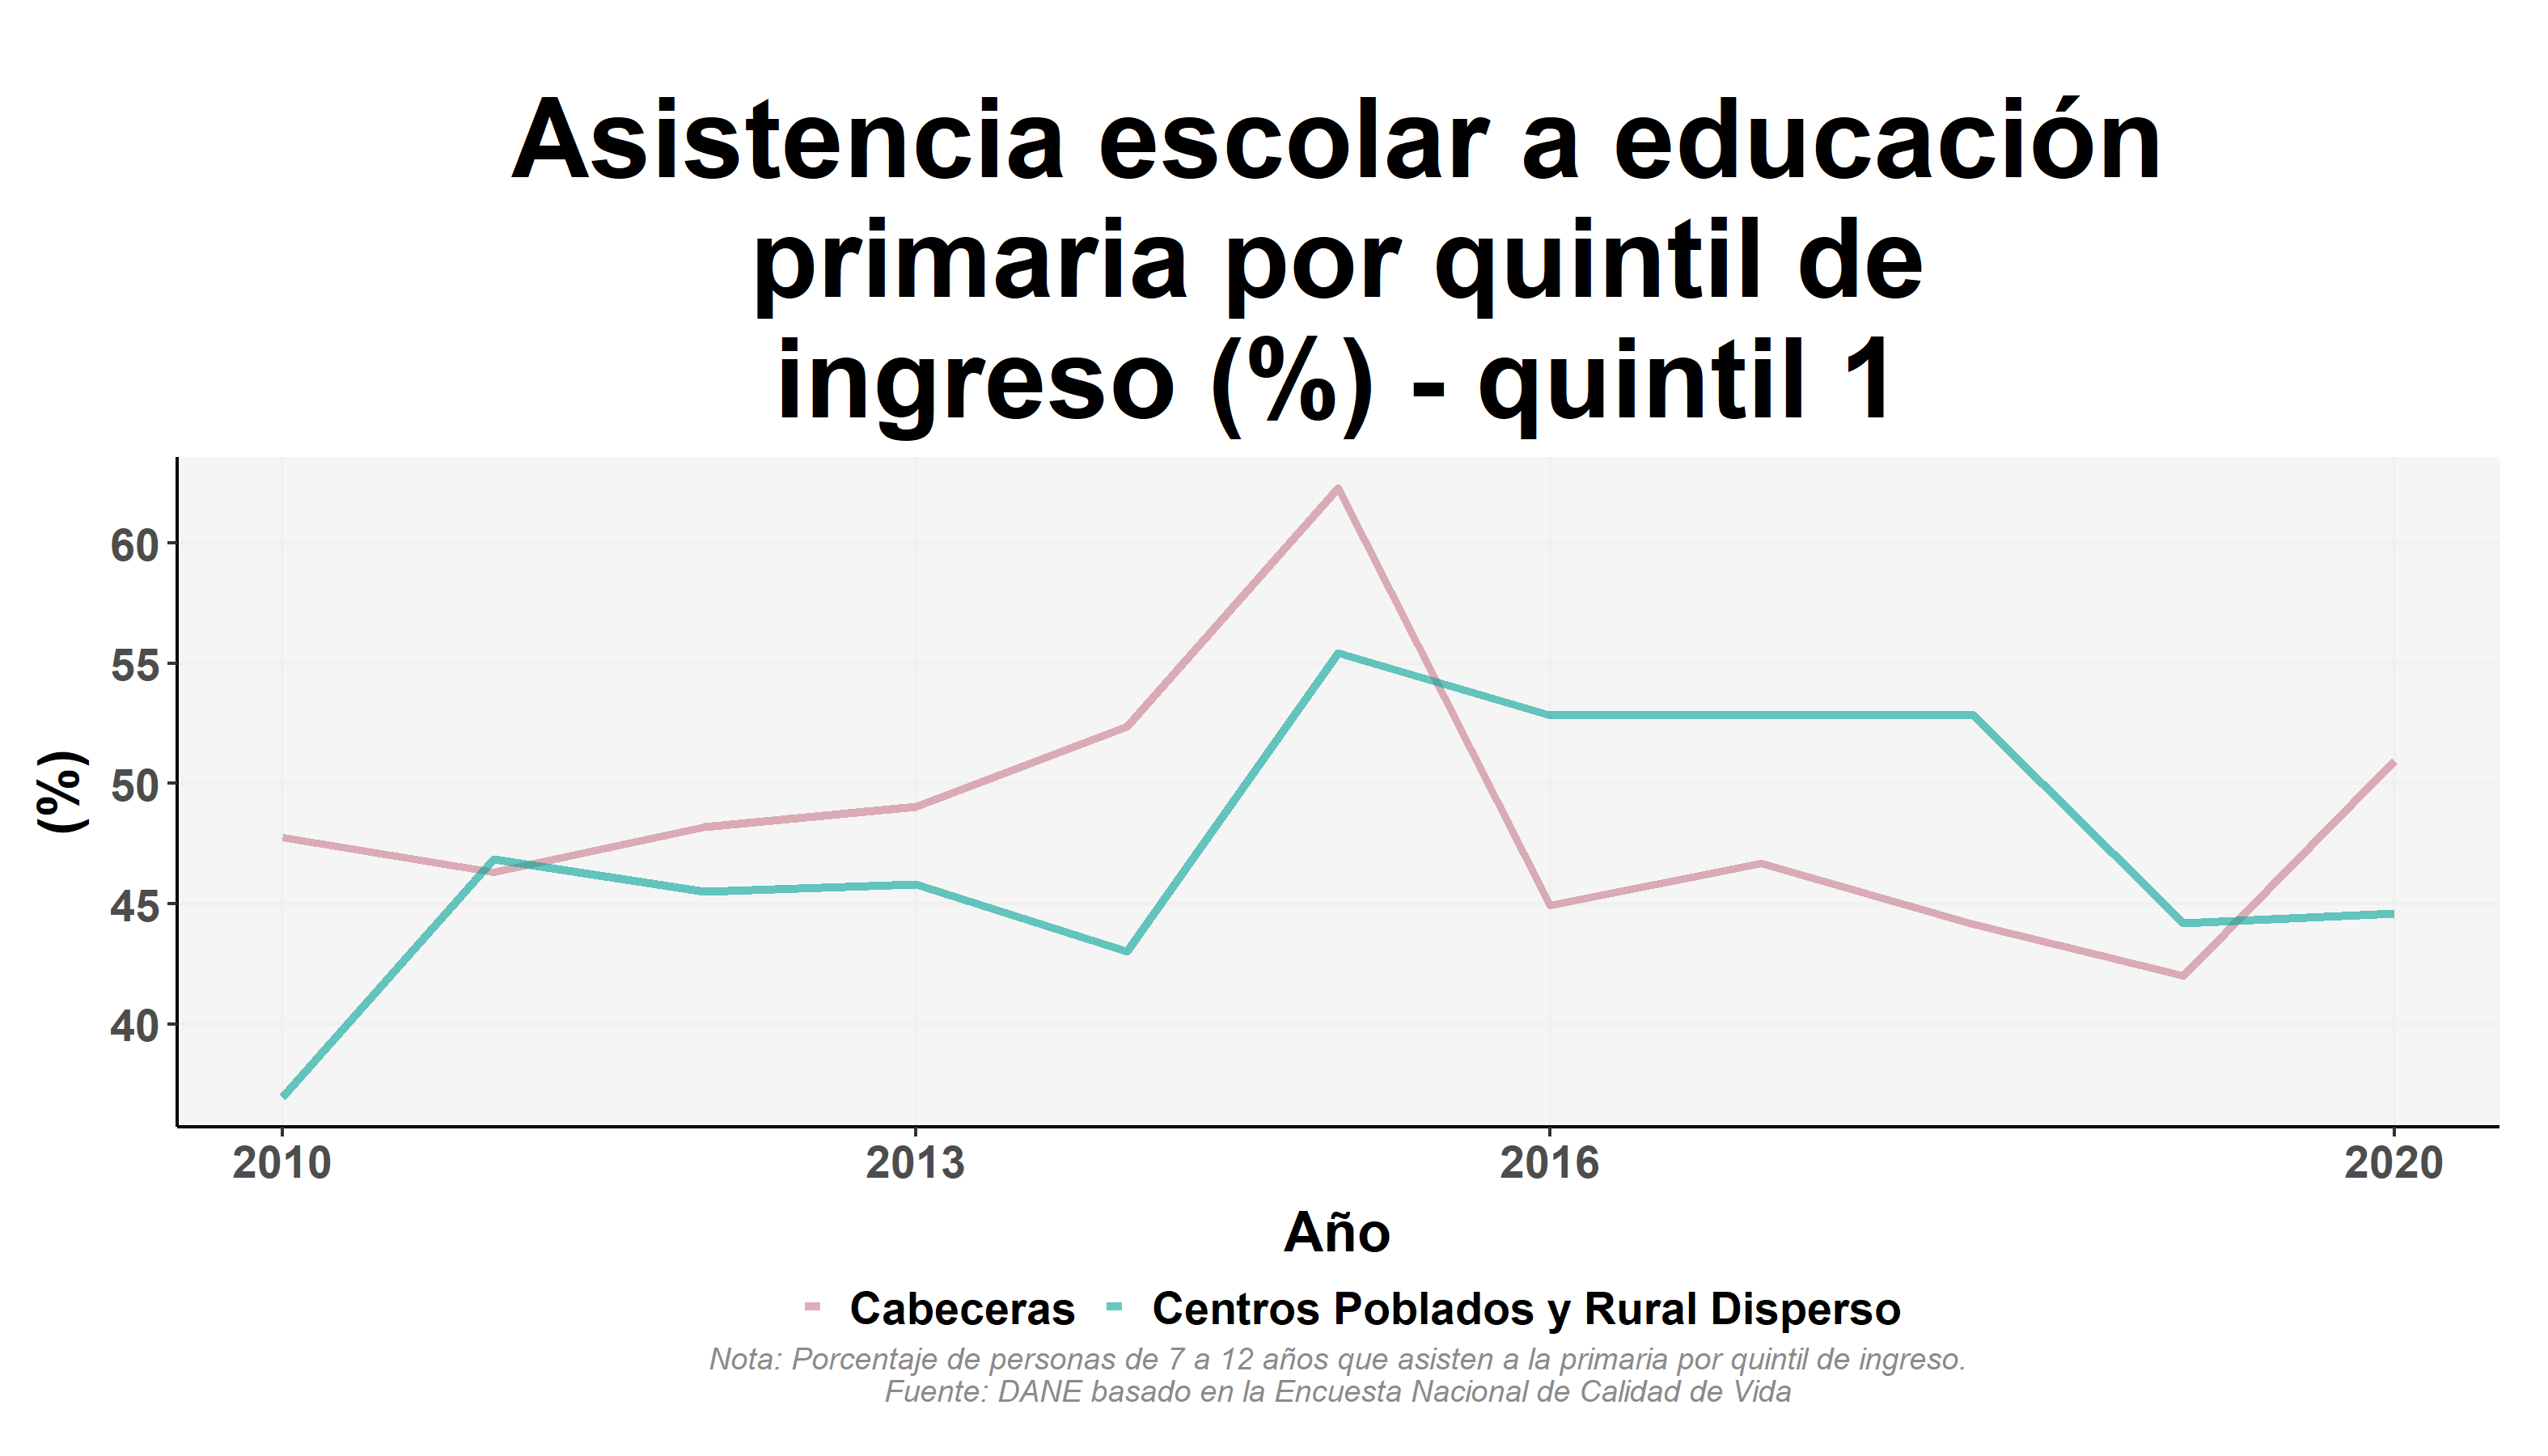 Asistencia escolar a educación
primaria por quintil de
ingreso (%) - quintil 1
(%)
60
55
50
45
40
2010 2013 2016 2020
Año
Cabeceras Centros Poblados y Rural Disperso
Nota: Porcentaje de personas de 7 a 12 años que asisten a la primaria por quintil de ingreso.
Fuente: DANE basado en la Encuesta Nacional de Calidad de Vida